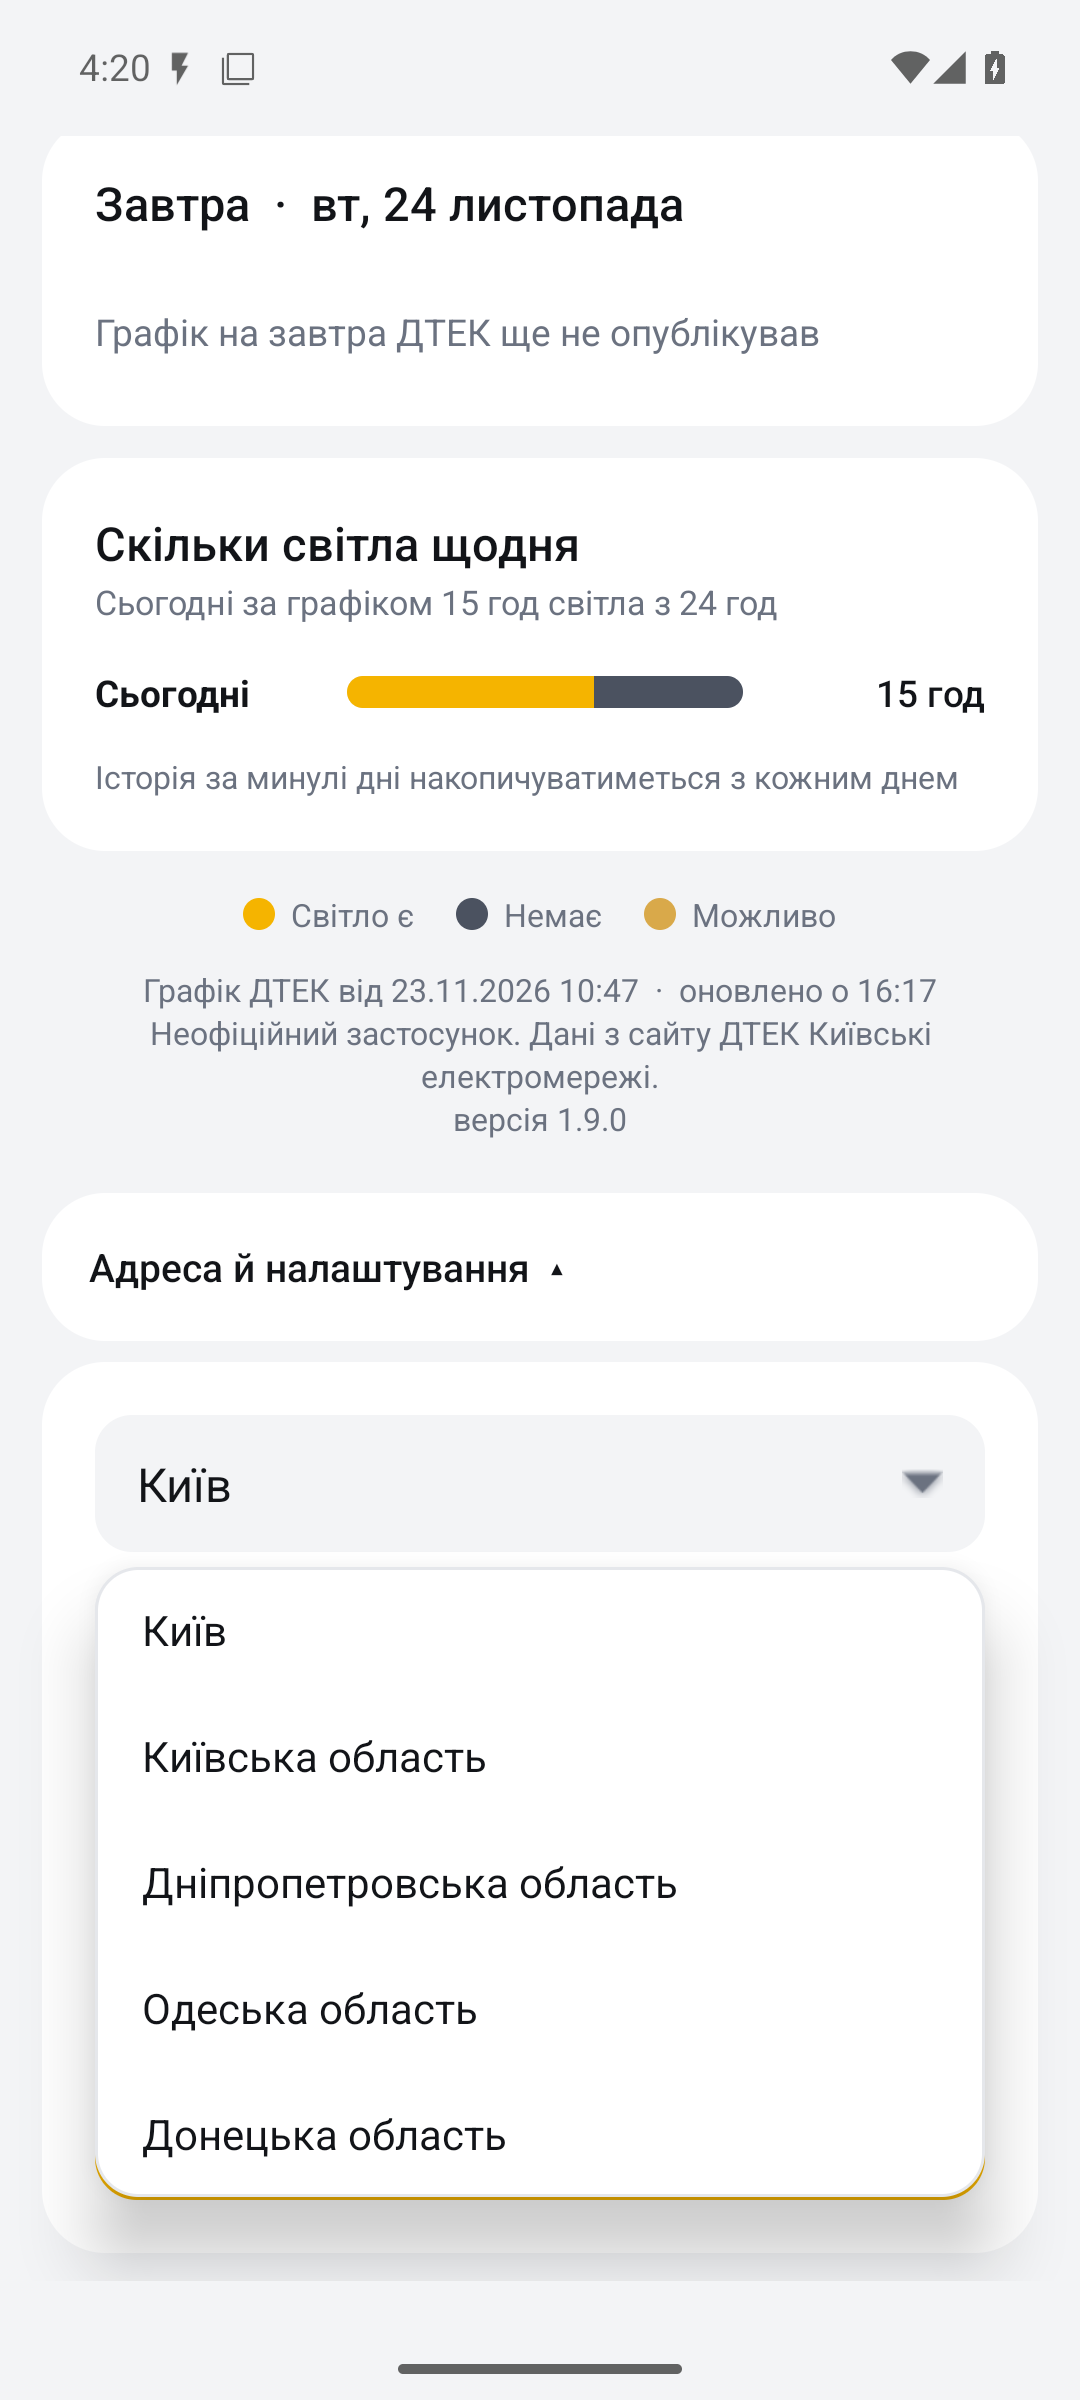 4:20
Завтра · вт, 24 листопада
Графік на завтра ДТЕК ще не опублікував
Скільки світла щодня
Сьогодні за графіком 15 год світла з 24 год
Сьогодні 15 год
Історія за минулі дні накопичуватиметься з кожним днем
Світло є Немає Можливо
Графік ДТЕК від 23.11.2026 10:47 · оновлено о 16:17
Неофіційний застосунок. Дані з сайту ДТЕК Київські
електромережі.
версія 1.9.0
Адреса й налаштування ▴
Київ
Київ
Київська область
Дніпропетровська область
Одеська область
Донецька область